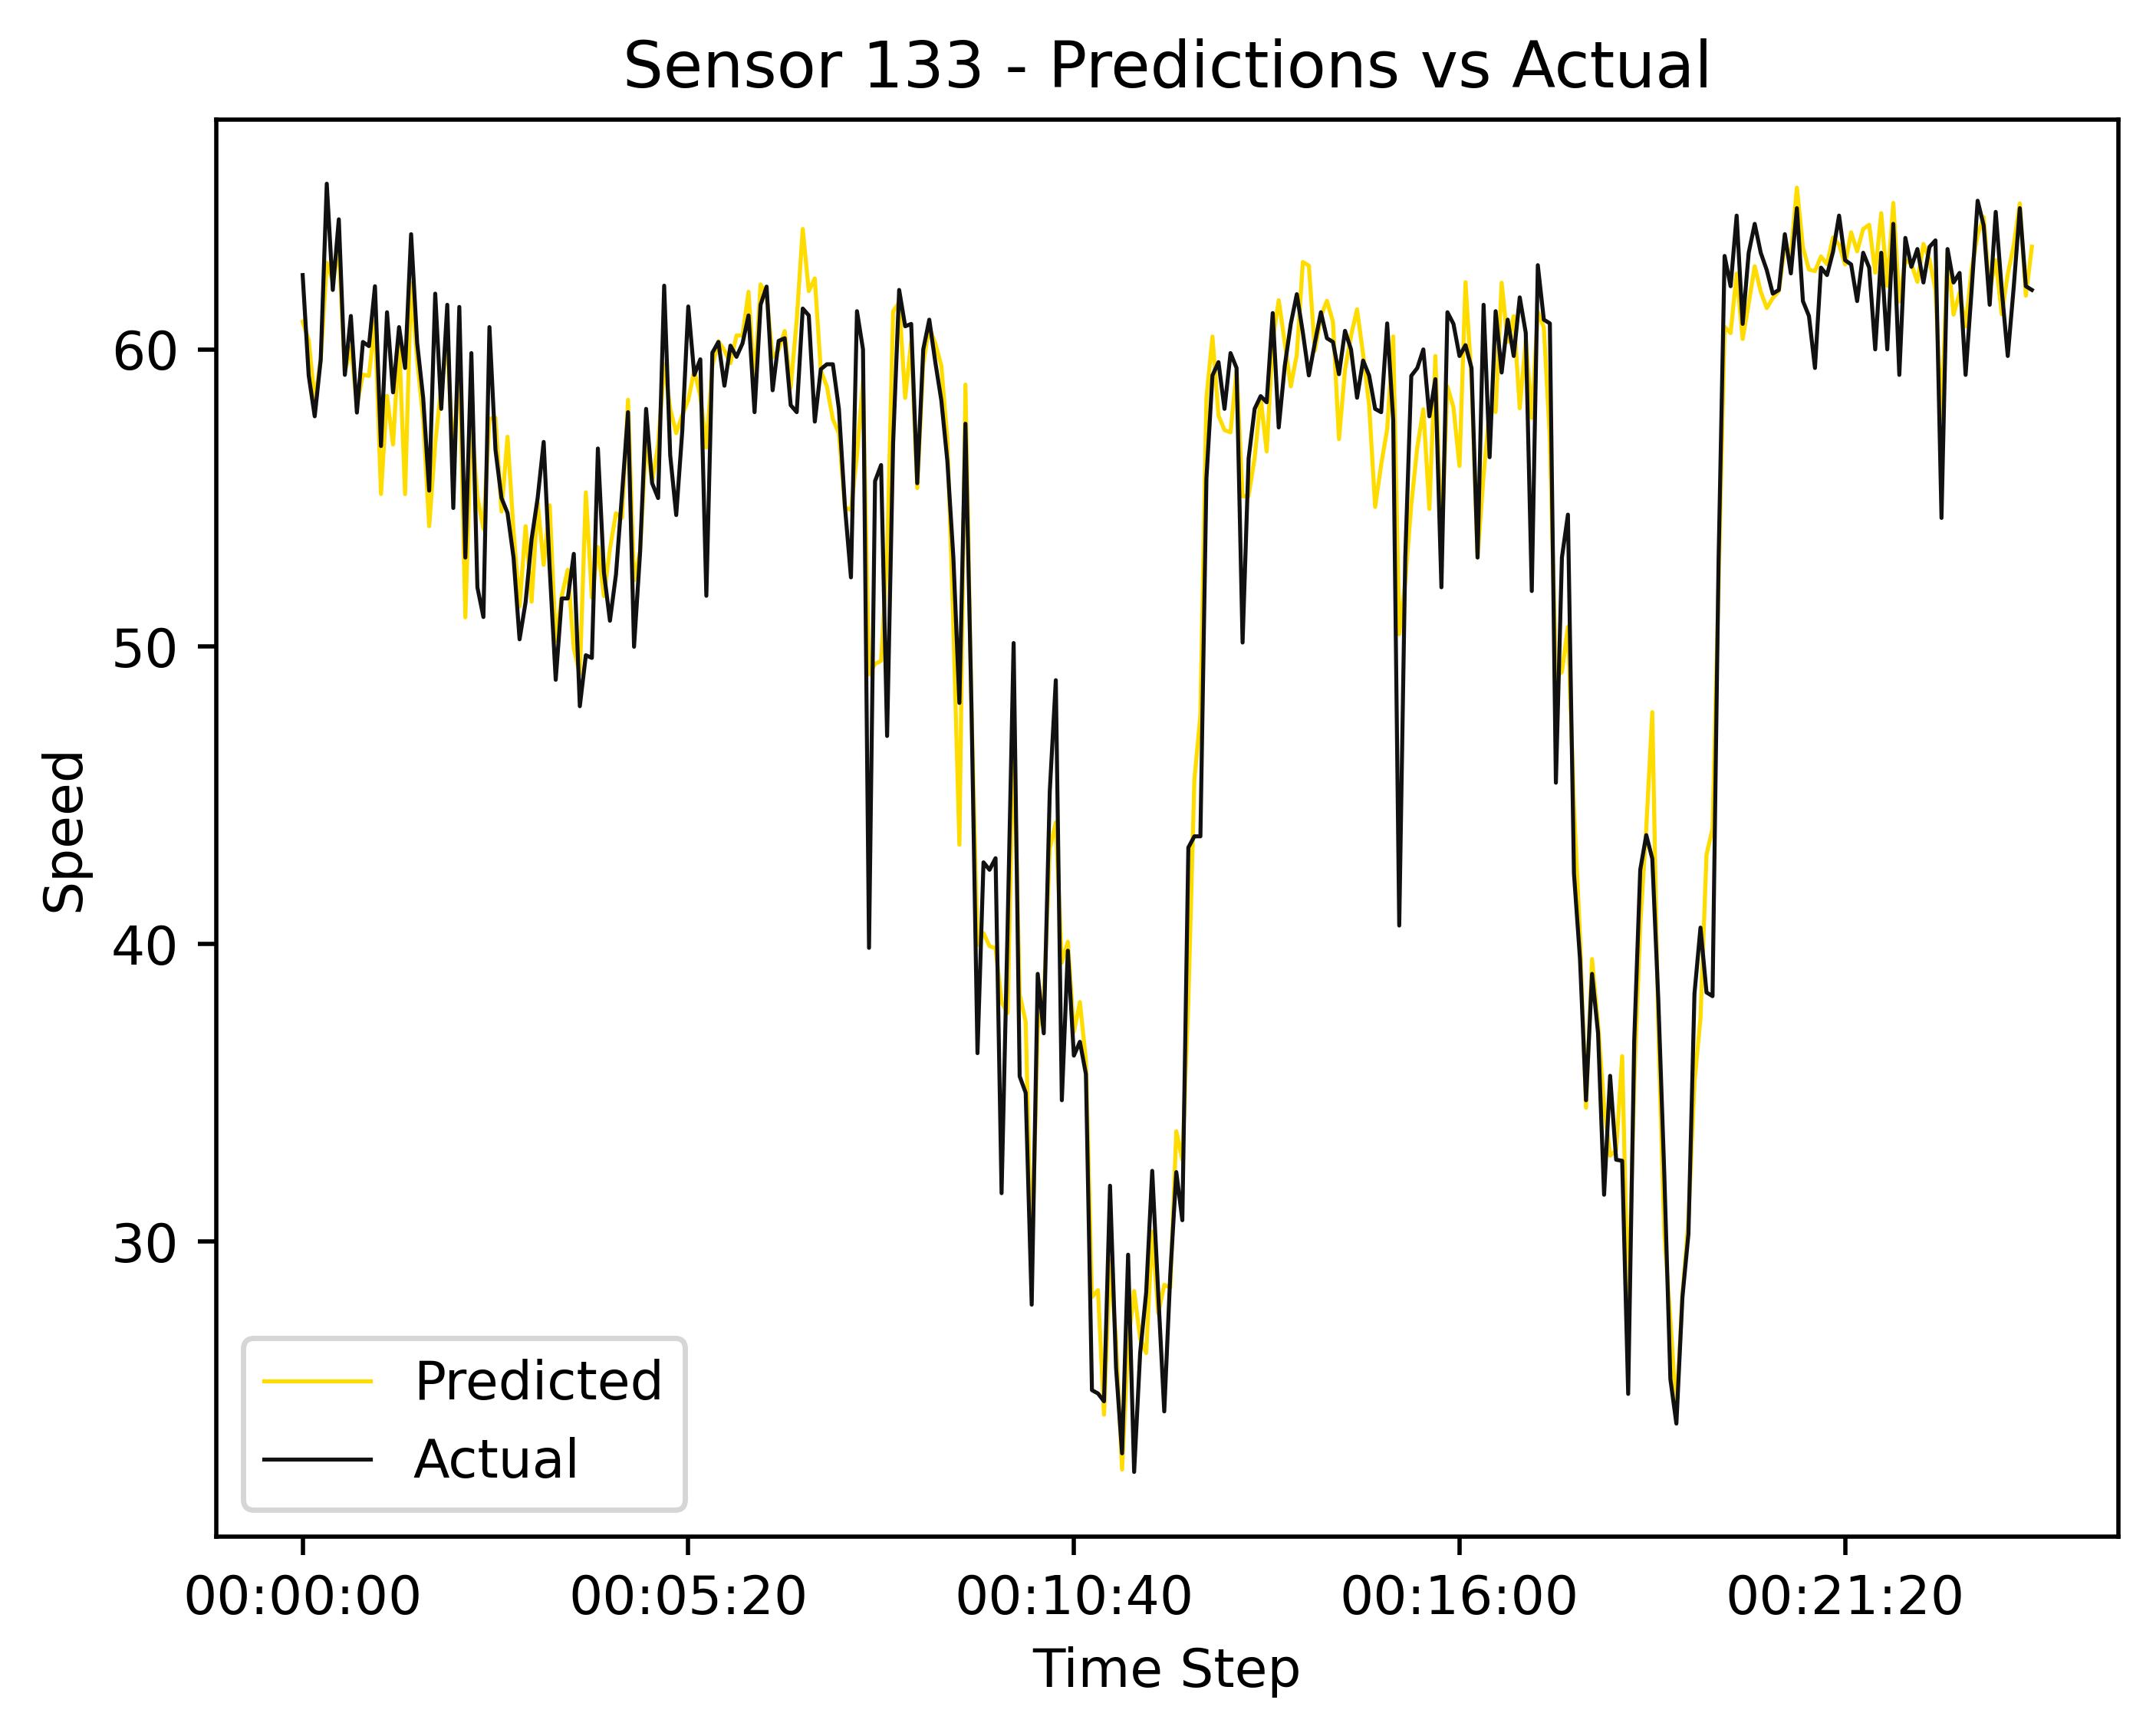 Sensor 133 - Predictions vs Actual
Speed
60
50
40
30
Predicted
Actual
00:00:00 00:05:20 00:10:40 00:16:00 00:21:20
Time Step